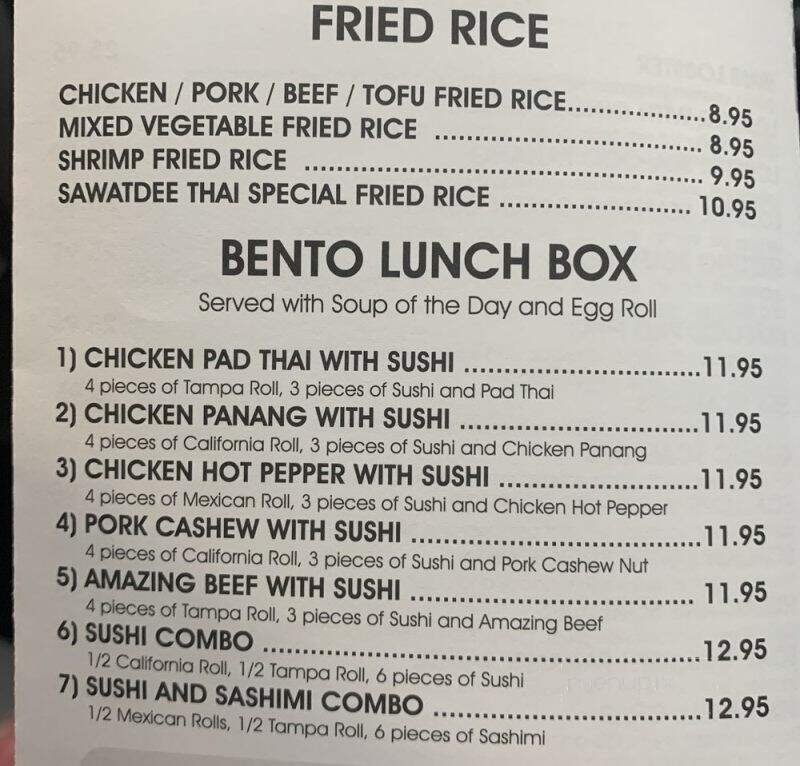 FRIED RICE
CHICKEN / PORK / BEEF / TOFU FRIED RICE....................8.95
MIXED VEGETABLE FRIED RICE ....................................... 8.95
SHRIMP FRIED RICE .......................................................... 9.95
SAWATDEE THAI SPECIAL FRIED RICE ............................ 10.95
BENTO LUNCH BOX
Served with Soup of the Day and Egg Roll
1) CHICKEN PAD THAI WITH SUSHI ..................................11.95
4 pieces of Tampa Roll, 3 pieces of Sushi and Pad Thai
2) CHICKEN PANANG WITH SUSHI ...................................11.95
4 pieces of California Roll, 3 pieces of Sushi and Chicken Panang
3) CHICKEN HOT PEPPER WITH SUSHI .............................11.95
4 pieces of Mexican Roll, 3 pieces of Sushi and Chicken Hot Pepper
4) PORK CASHEW WITH SUSHI ..........................................11.95
4 pieces of California Roll, 3 pieces of Sushi and Pork Cashew Nut
5) AMAZING BEEF WITH SUSHI ......................................... 11.95
4 pieces of Tampa Roll, 3 pieces of Sushi and Amazing Beef
6) SUSHI COMBO ...............................................................12.95
1/2 California Roll, 1/2 Tampa Roll, 6 pieces of Sushi
7) SUSHI AND SASHIMI COMBO .......................................12.95
1/2 Mexican Rolls, 1/2 Tampa Roll, 6 pieces of Sashimi